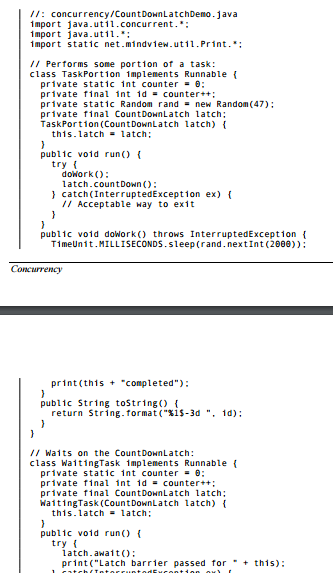 //: concurrency/CountDownLatchDemo.java
import java.util.concurrent.*;
import java.util.*;
import static net.mindview.util.Print.*;

// Performs some portion of a task:
class TaskPortion implements Runnable {
  private static int counter = 0;
  private final int id = counter++;
  private static Random rand = new Random(47);
  private final CountDownLatch latch;
  TaskPortion(CountDownLatch latch) {
    this.latch = latch;
  }
  public void run() {
    try {
      doWork();
      latch.countDown();
    } catch(InterruptedException ex) {
      // Acceptable way to exit
    }
  }
  public void doWork() throws InterruptedException {
    TimeUnit.MILLISECONDS.sleep(rand.nextInt(2000));
Concurrency
    print(this + "completed");
  }
  public String toString() {
    return String.format("%1$-3d ", id);
  }
}

// Waits on the CountDownLatch:
class WaitingTask implements Runnable {
  private static int counter = 0;
  private final int id = counter++;
  private final CountDownLatch latch;
  WaitingTask(CountDownLatch latch) {
    this.latch = latch;
  }
  public void run() {
    try {
      latch.await();
      print("Latch barrier passed for " + this);
    } catch(InterruptedException ex) {